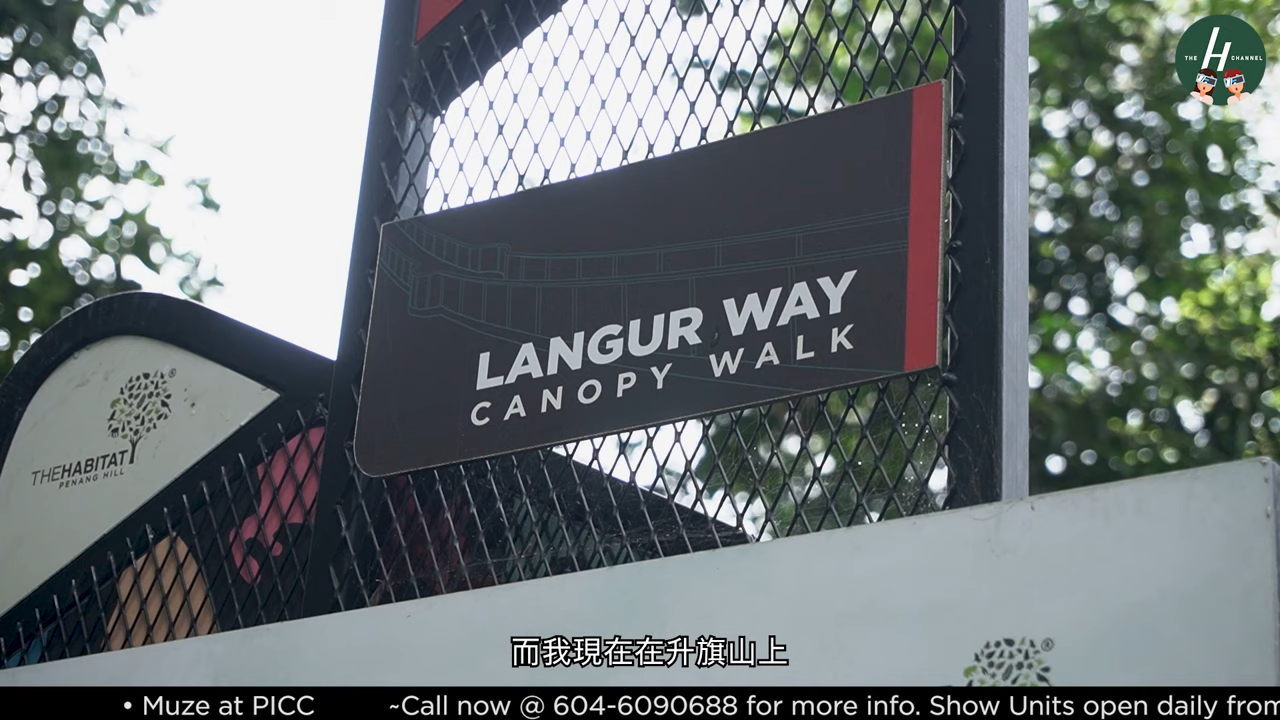 THE H CHANNEL
LANGUR WAY
CANOPY WALK
THEHABITAT®
PENANG HILL
®
而我現在在升旗山上
• Muze at PICC ~Call now @ 604-6090688 for more info. Show Units open daily from